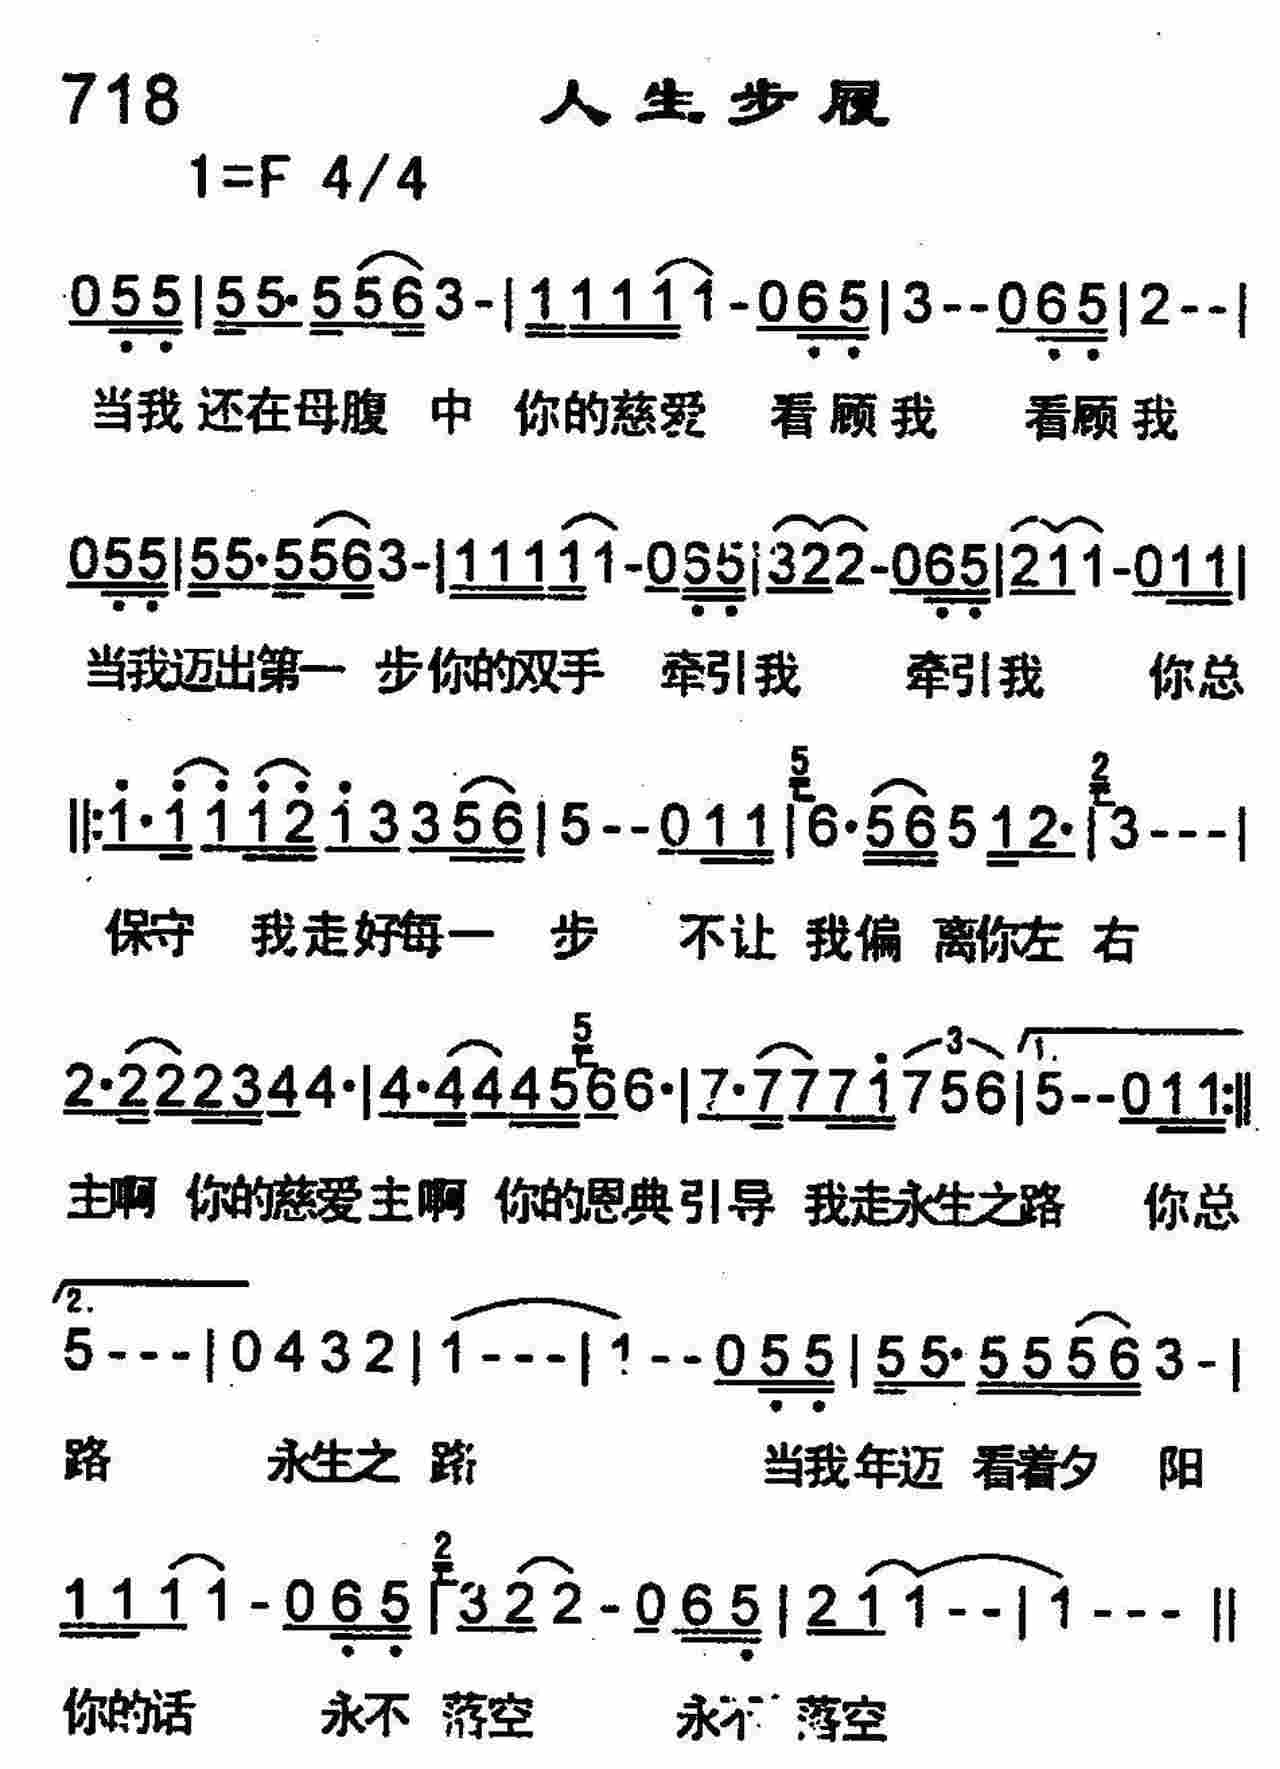 718 人生步履
1=F 4/4
0 5 5 | 5 5· 5 5 6 3 - | 1 1 1 1 1 1 - 0 6 5 | 3 - - 0 6 5 | 2 - - |
当我 还在母腹 中 你的慈爱 看顾我 看顾我
0 5 5 | 5 5· 5 5 6 3 - | 1 1 1 1 1 - 0 6 5 | 3 2 2 - 0 6 5 | 2 1 1 - 0 1 1 |
当我迈出第一 步你的双手 牵引我 牵引我 你总
5 2
‖: 1· 1 1 1 2 1 3 3 5 6 | 5 - - 0 1 1 | 6· 5 6 5 1 2· | 3 - - - |
保守 我走好每一 步 不让 我偏 离你左 右
5 3 1.
2· 2 2 2 3 4 4· | 4· 4 4 4 5 6 6· | 7· 7 7 7 1 7 5 6 | 5 - - 0 1 1 :‖
主啊 你的慈爱主啊 你的恩典引导 我走永生之路 你总
2.
5 - - - | 0 4 3 2 | 1 - - - | 1 - - 0 5 5 | 5 5· 5 5 5 6 3 - |
路 永生之 路 当我年迈 看着夕 阳
2
1 1 1 1 - 0 6 5 | 3 2 2 - 0 6 5 | 2 1 1 - - | 1 - - - ‖
你的话 永不 落空 永不 落空